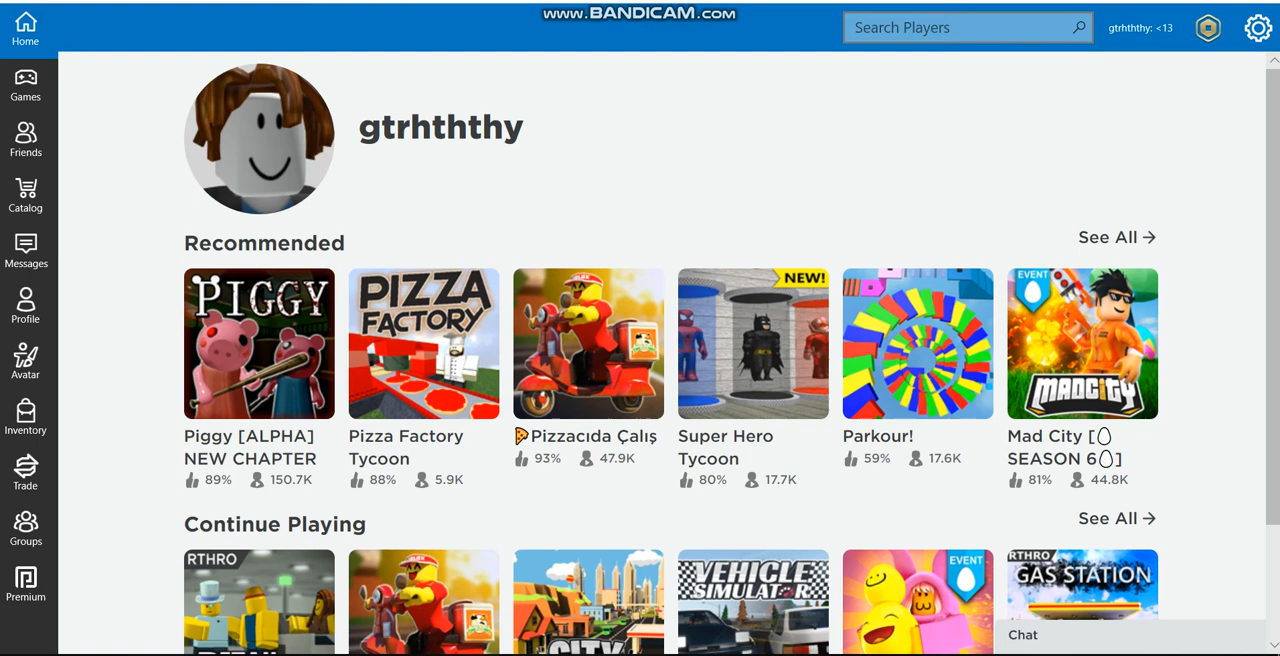 www.BANDICAM.com
Home
Search Players
gtrhththy: <13
Games
Friends
Catalog
Messages
Profile
Avatar
Inventory
Trade
Groups
Premium
gtrhththy
Recommended
See All
PIGGY
PIZZA
FACTORY
NEW!
EVENT
MADCITY
Piggy [ALPHA]
NEW CHAPTER
89% 150.7K
Pizza Factory
Tycoon
88% 5.9K
Pizzacıda Çalış
93% 47.9K
Super Hero
Tycoon
80% 17.7K
Parkour!
59% 17.6K
Mad City [
SEASON 6]
81% 44.8K
Continue Playing
See All
RTHRO
CITY
VEHICLE
SIMULATOR
EVENT
RTHRO
GAS STATION
Chat